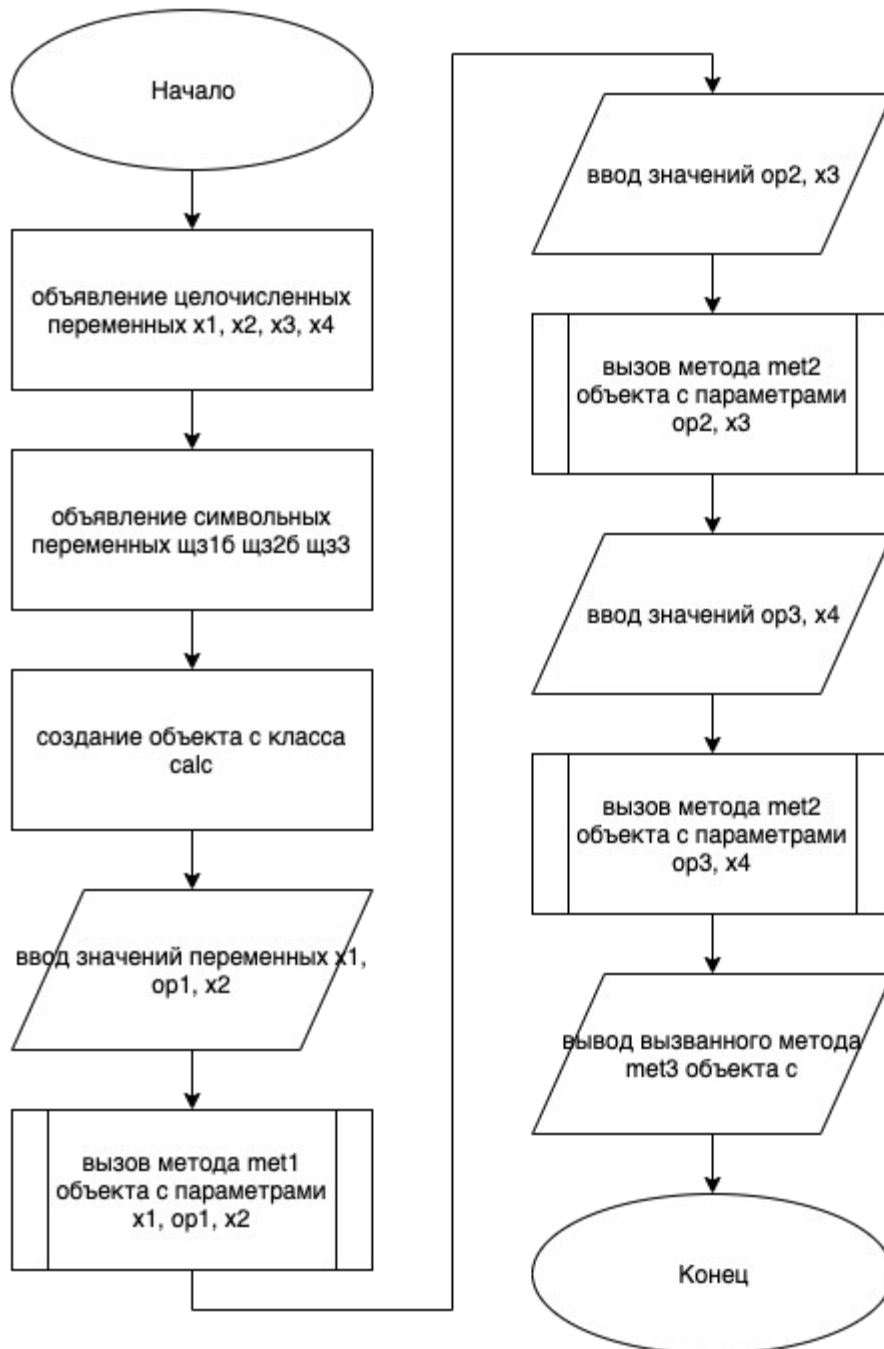 Начало
объявление целочисленных
переменных x1, x2, x3, x4
объявление символьных
переменных щз1б щз2б щз3
создание объекта с класса
calc
ввод значений переменных x1,
op1, x2
вызов метода met1
объекта с параметрами
x1, op1, x2
ввод значений op2, x3
вызов метода met2
объекта с параметрами
op2, x3
ввод значений op3, x4
вызов метода met2
объекта с параметрами
op3, x4
вывод вызванного метода
met3 объекта с
Конец